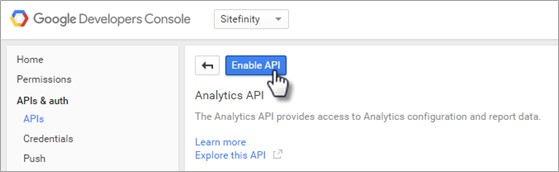 Google Developers Console
Sitefinity
Home
Permissions
APIs & auth
APIs
Credentials
Push
Enable API
Analytics API
The Analytics API provides access to Analytics configuration and report data.
Learn more
Explore this API